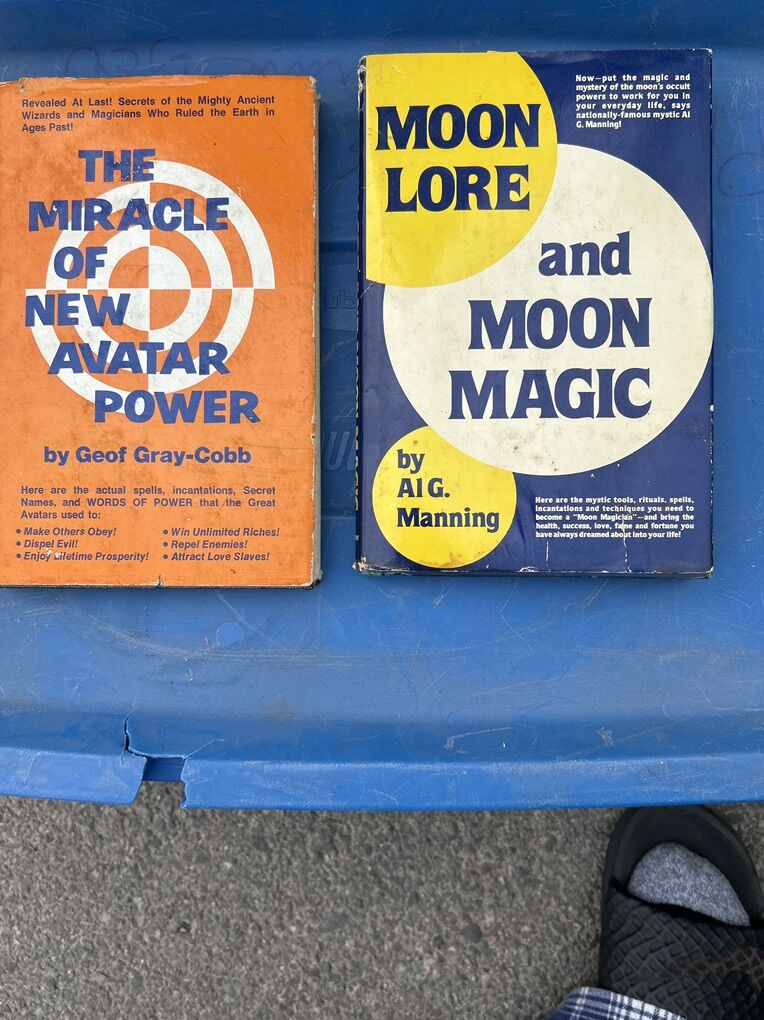 Revealed At Last! Secrets of the Mighty Ancient
Wizards and Magicians Who Ruled the Earth in
Ages Past!
THE
MIRACLE
OF
NEW
AVATAR
POWER
by Geof Gray-Cobb
Here are the actual spells, incantations, Secret
Names, and WORDS OF POWER that the Great
Avatars used to:
• Make Others Obey!
• Dispel Evil!
• Enjoy Lifetime Prosperity!
• Win Unlimited Riches!
• Repel Enemies!
• Attract Love Slaves!
Now—put the magic and
mystery of the moon's occult
powers to work for you in
your everyday life, says
nationally-famous mystic Al
G. Manning!
MOON
LORE
and
MOON
MAGIC
by
Al G.
Manning
Here are the mystic tools, rituals, spells,
incantations and techniques you need to
become a "Moon Magician"—and bring the
health, success, love, fame and fortune you
have always dreamed about into your life!